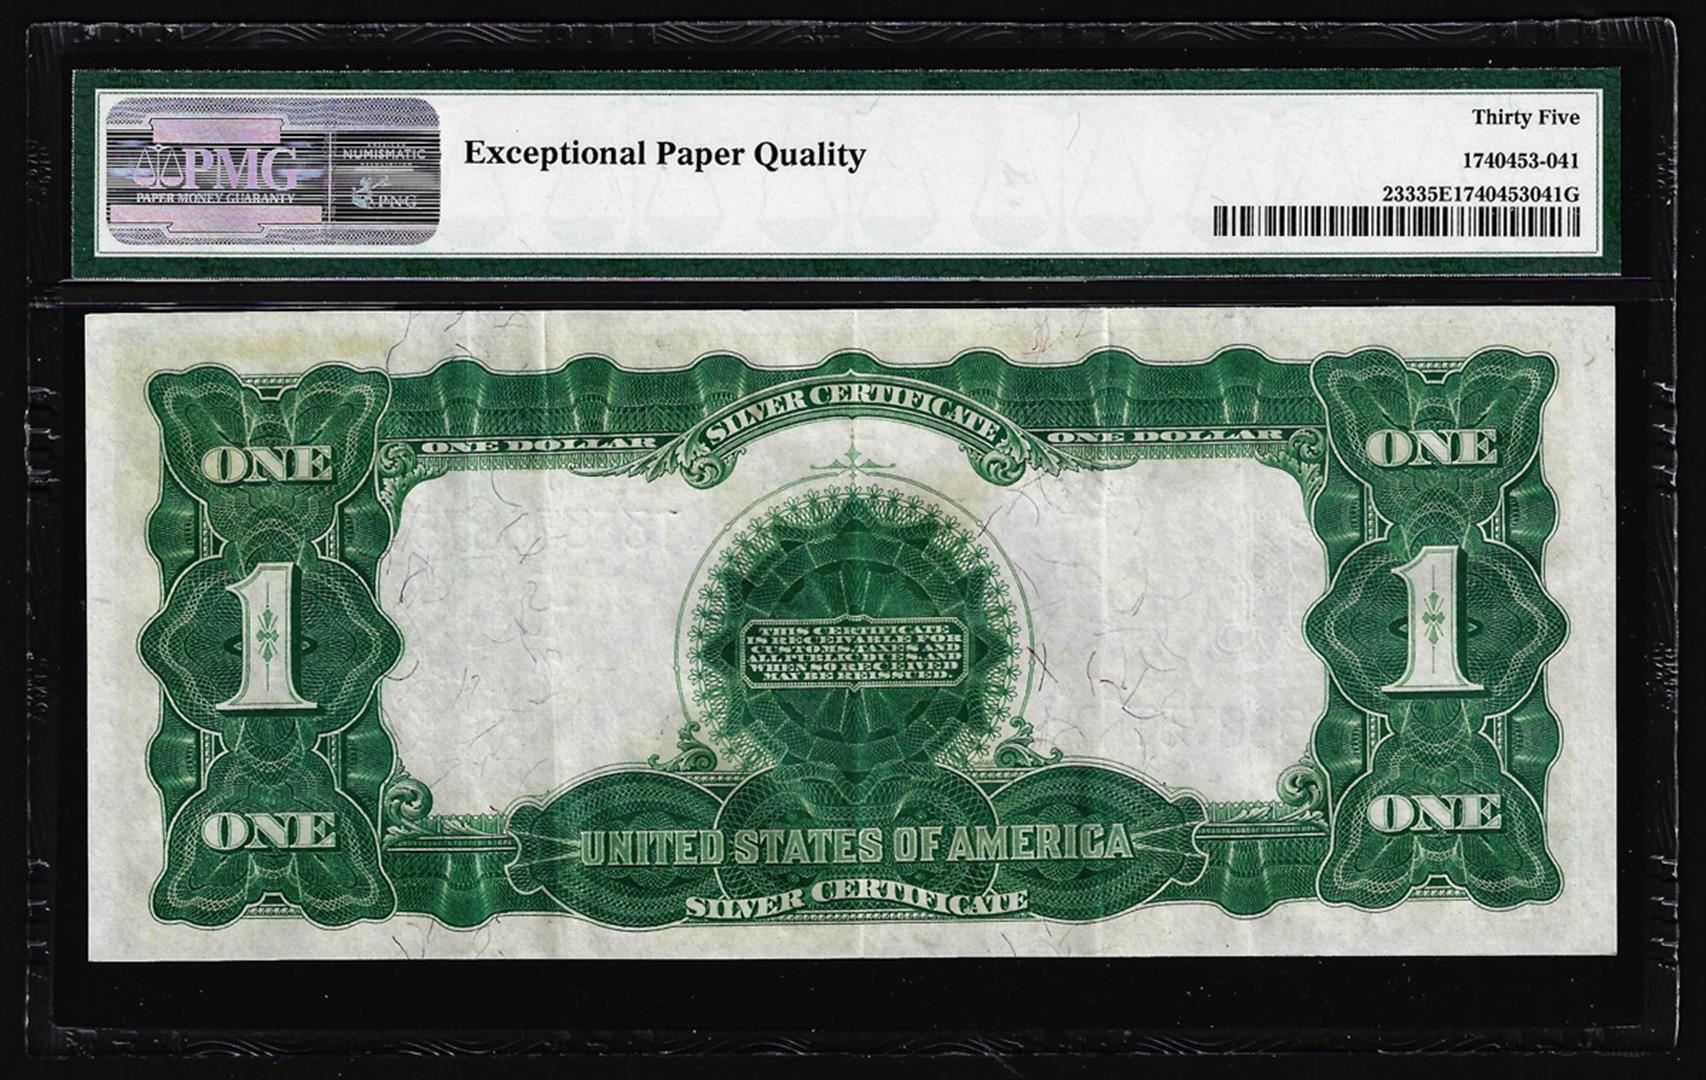 PMG
PAPER MONEY GUARANTY
NUMISMATIC
PNG
Exceptional Paper Quality
Thirty Five
1740453-041
23335E1740453041G
SILVER CERTIFICATE
ONE DOLLAR
ONE DOLLAR
ONE
ONE
1
1
THIS CERTIFICATE
IS RECEIVABLE FOR
CUSTOMS, TAXES AND
ALL PUBLIC DUES AND
WHEN SO RECEIVED
MAY BE REISSUED.
ONE
ONE
UNITED STATES OF AMERICA
SILVER CERTIFICATE